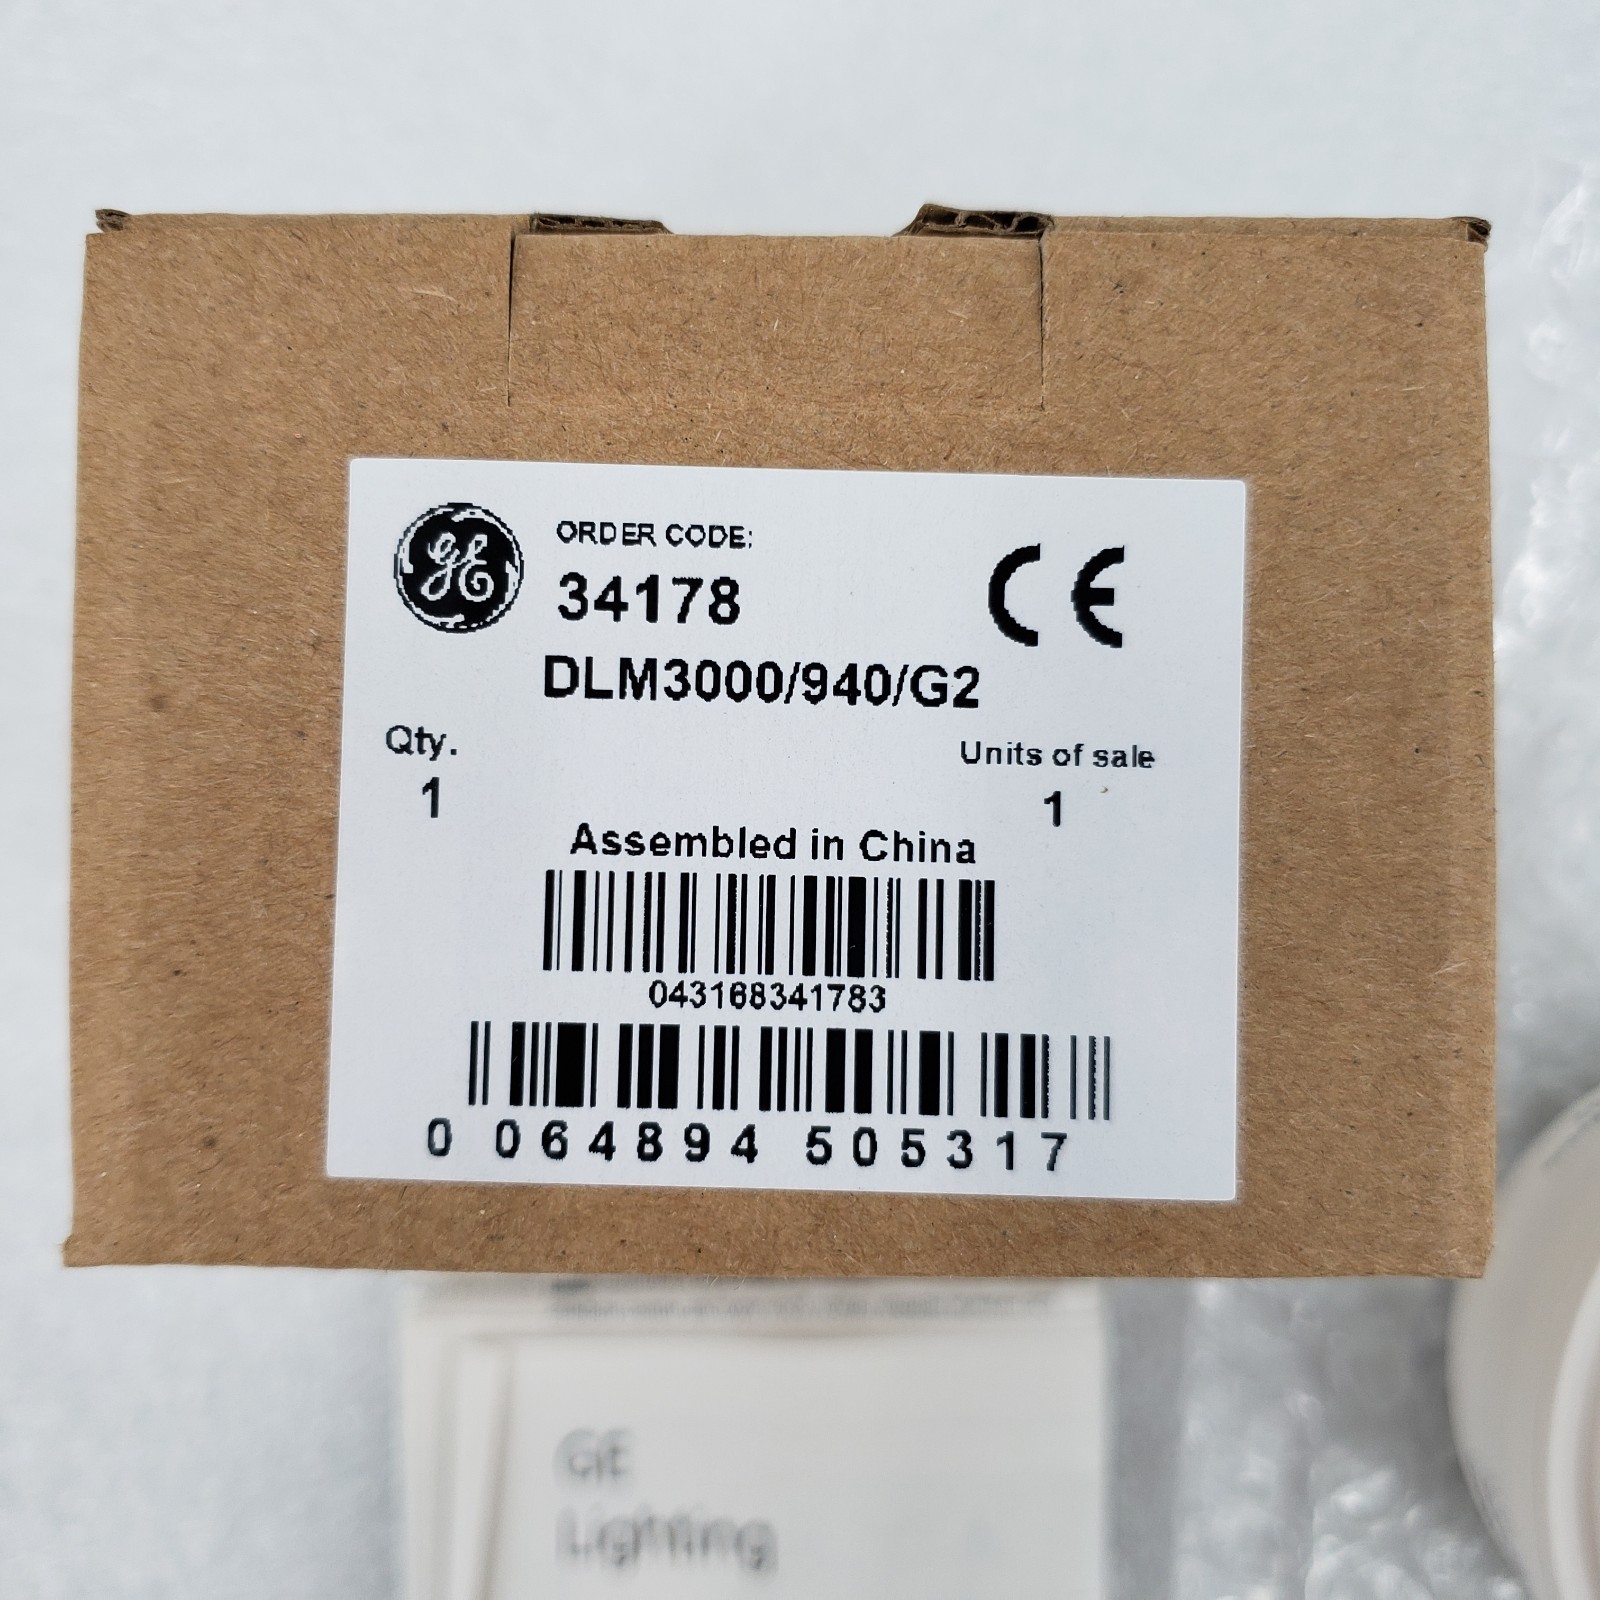 GE
ORDER CODE:
34178
CE
DLM3000/940/G2
Qty.
1
Units of sale
1
Assembled in China
043168341783
0 064894 505317
GE
Lighting